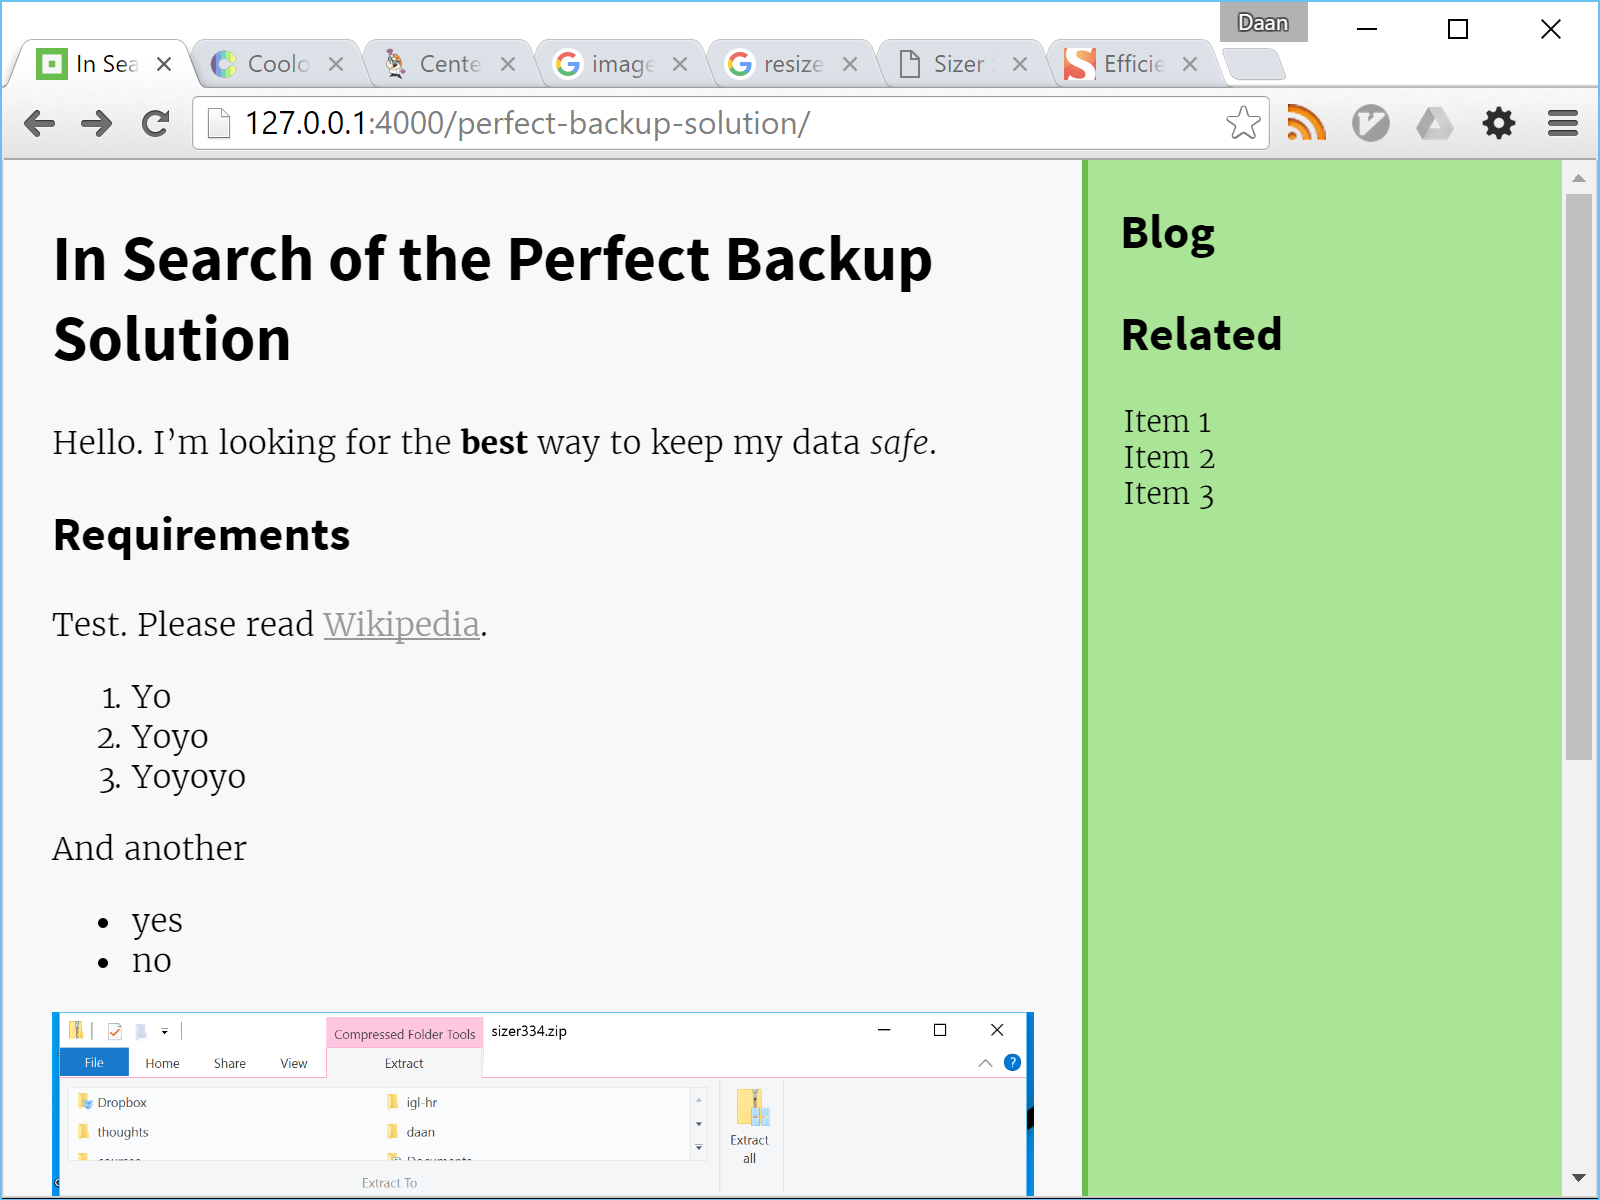 Daan
In Sea
Coolo
Cente
image
resize
Sizer
Efficie
127.0.0.1:4000/perfect-backup-solution/
In Search of the Perfect Backup
Solution
Hello. I’m looking for the best way to keep my data safe.
Requirements
Test. Please read Wikipedia.
1. Yo
2. Yoyo
3. Yoyoyo
And another
• yes
• no
Compressed Folder Tools
sizer334.zip
File
Home
Share
View
Extract
Dropbox
igl-hr
thoughts
daan
courses
Documents
Extract
all
Extract To
Blog
Related
Item 1
Item 2
Item 3